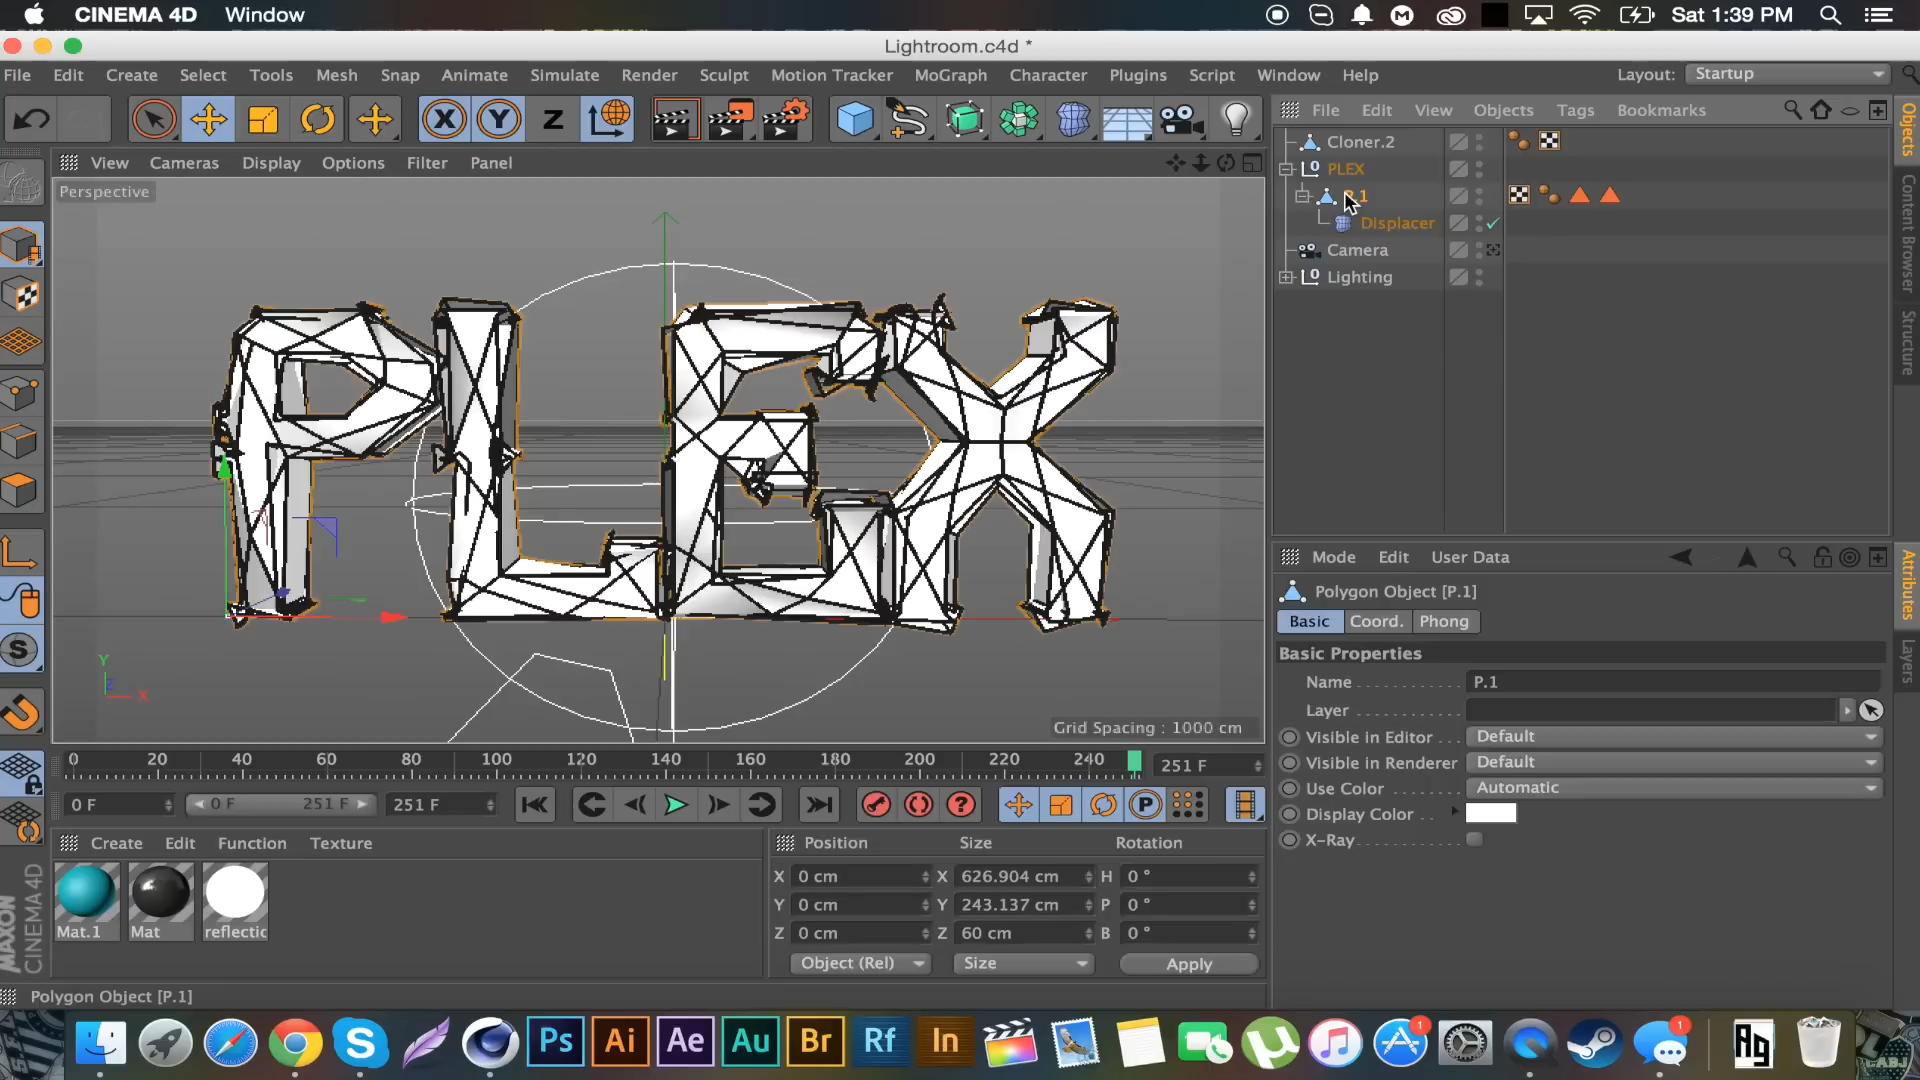 CINEMA 4D Window Sat 1:39 PM
Lightroom.c4d *
File Edit Create Select Tools Mesh Snap Animate Simulate Render Sculpt Motion Tracker MoGraph Character Plugins Script Window Help Layout: Startup
X Y Z
File Edit View Objects Tags Bookmarks
View Cameras Display Options Filter Panel
Perspective
Cloner.2
PLEX
P.1
Displacer
Camera
Lighting
Objects
Content Browser
Structure
PLEX
Y
Z
X
Grid Spacing : 1000 cm
Mode Edit User Data
Polygon Object [P.1]
Basic Coord. Phong
Basic Properties
Name P.1
Layer
Visible in Editor Default
Visible in Renderer Default
Use Color Automatic
Display Color
X-Ray
Attributes
Layers
0 20 40 60 80 100 120 140 160 180 200 220 240 251 F
0 F 0 F 251 F 251 F
Create Edit Function Texture
Mat.1 Mat reflectic
MAXON
CINEMA 4D
Position Size Rotation
X 0 cm X 626.904 cm H 0 °
Y 0 cm Y 243.137 cm P 0 °
Z 0 cm Z 60 cm B 0 °
Object (Rel) Size Apply
Polygon Object [P.1]
Ps Ai Ae Au Br Rf In 1 1 Ag